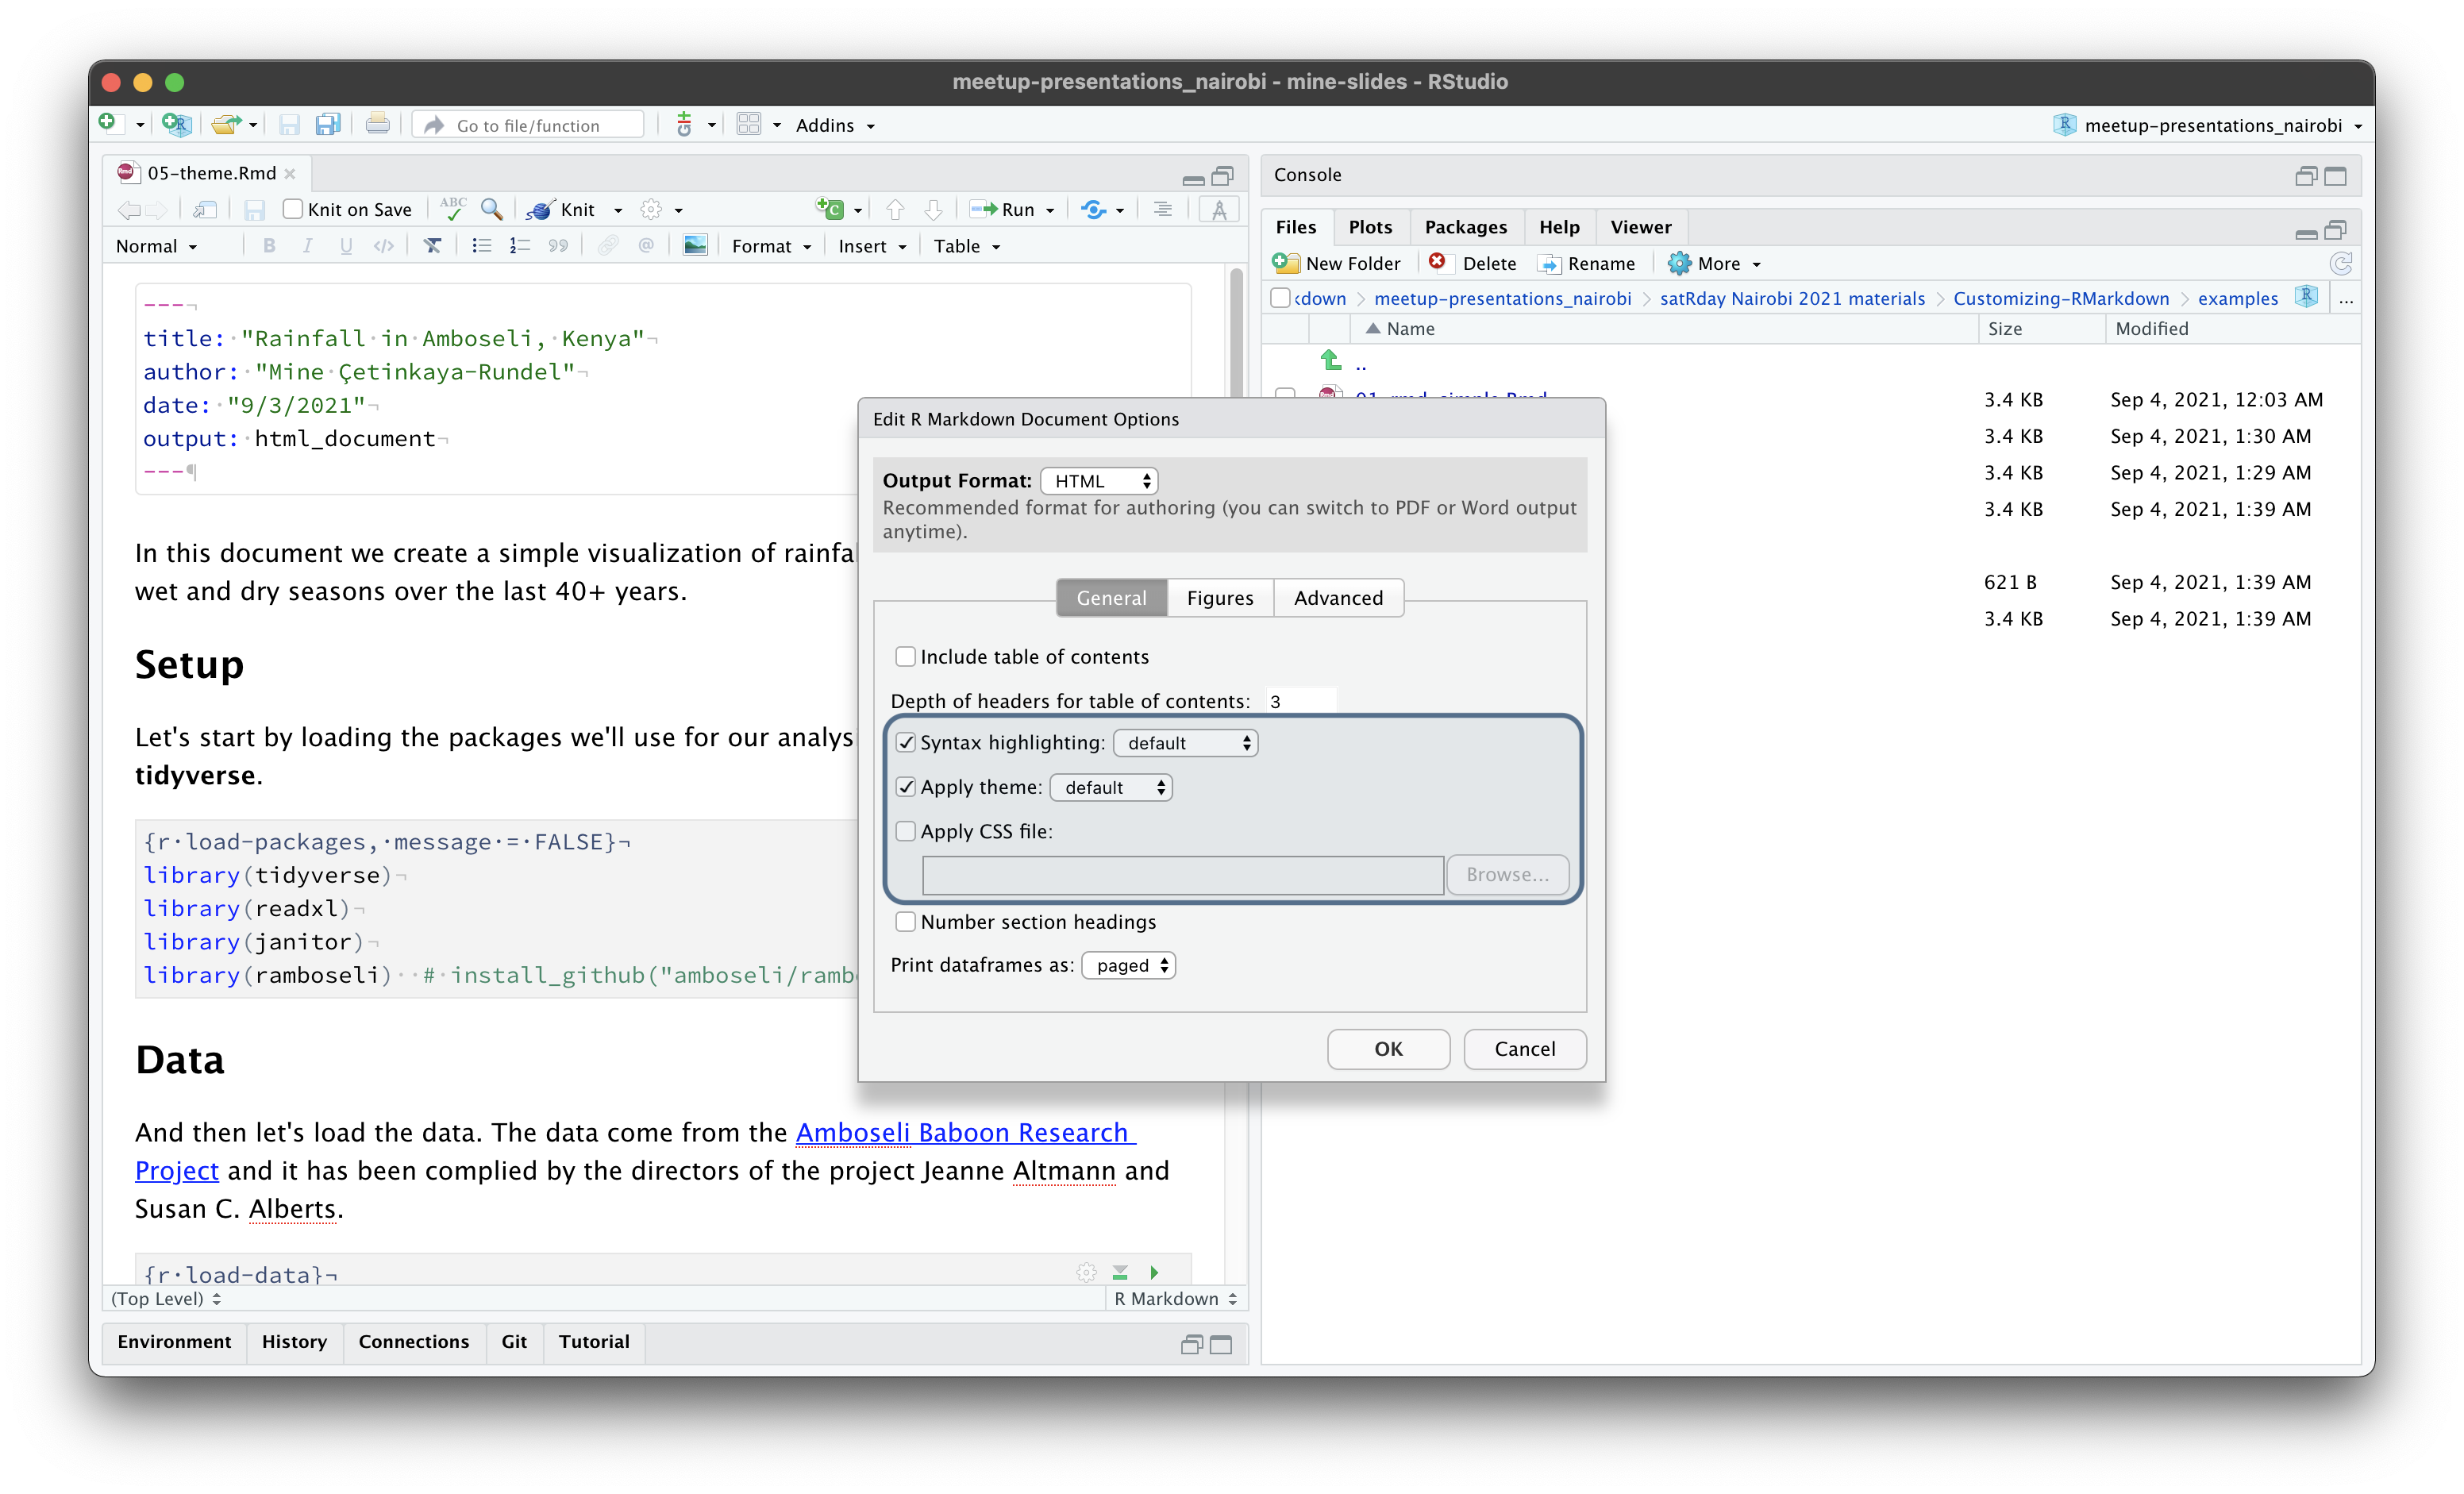 meetup-presentations_nairobi - mine-slides - RStudio
Go to file/function
Addins
meetup-presentations_nairobi
05-theme.Rmd
Knit on Save
ABC
Knit
Run
Normal
B I U </>
Format
Insert
Table
---¬
title:·"Rainfall·in·Amboseli,·Kenya"¬
author:·"Mine·Çetinkaya-Rundel"¬
date:·"9/3/2021"¬
output:·html_document¬
---¶
In this document we create a simple visualization of
wet and dry seasons over the last 40+ years.
Setup
Let's start by loading the packages we'll use for our
tidyverse.
{r·load-packages,·message·=·FALSE}¬
library(tidyverse)¬
library(readxl)¬
library(janitor)¬
library(ramboseli)··#·install_github("amboseli/
Data
And then let's load the data. The data come from the Amboseli Baboon Research
Project and it has been complied by the directors of the project Jeanne Altmann and
Susan C. Alberts.
{r·load-data}¬
(Top Level)
R Markdown
Environment
History
Connections
Git
Tutorial
Console
Files
Plots
Packages
Help
Viewer
New Folder
Delete
Rename
More
kdown > meetup-presentations_nairobi > satRday Nairobi 2021 materials > Customizing-RMarkdown > examples
...
Name
Size
Modified
..
3.4 KB Sep 4, 2021, 12:03 AM
3.4 KB Sep 4, 2021, 1:30 AM
3.4 KB Sep 4, 2021, 1:29 AM
3.4 KB Sep 4, 2021, 1:39 AM
621 B Sep 4, 2021, 1:39 AM
3.4 KB Sep 4, 2021, 1:39 AM
Edit R Markdown Document Options
Output Format: HTML
Recommended format for authoring (you can switch to PDF or Word output
anytime).
General
Figures
Advanced
Include table of contents
Depth of headers for table of contents: 3
Syntax highlighting: default
Apply theme: default
Apply CSS file:
Browse...
Number section headings
Print dataframes as: paged
OK
Cancel